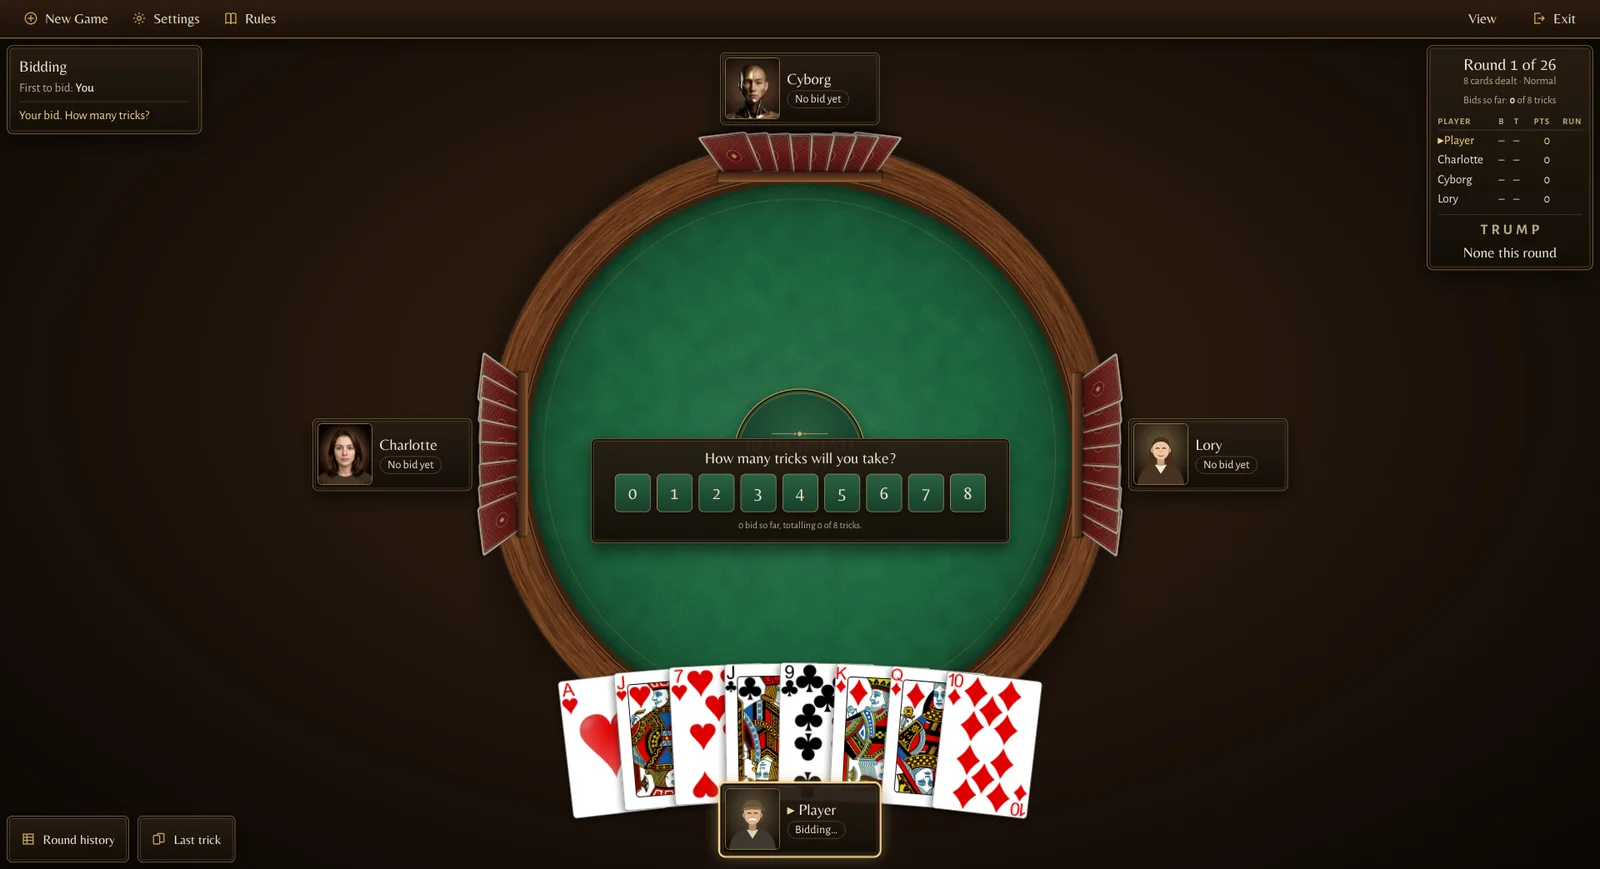 New Game Settings Rules View Exit
Bidding
First to bid: You
Your bid. How many tricks?
Cyborg
No bid yet
Round 1 of 26
8 cards dealt · Normal
Bids so far: 0 of 8 tricks
PLAYER B T PTS RUN
▸Player – – 0
Charlotte – – 0
Cyborg – – 0
Lory – – 0
TRUMP
None this round
Charlotte
No bid yet
Lory
No bid yet
How many tricks will you take?
0 1 2 3 4 5 6 7 8
0 bid so far, totalling 0 of 8 tricks.
A J 7 J 9 K Q 10
10
▸ Player
Bidding...
Round history Last trick